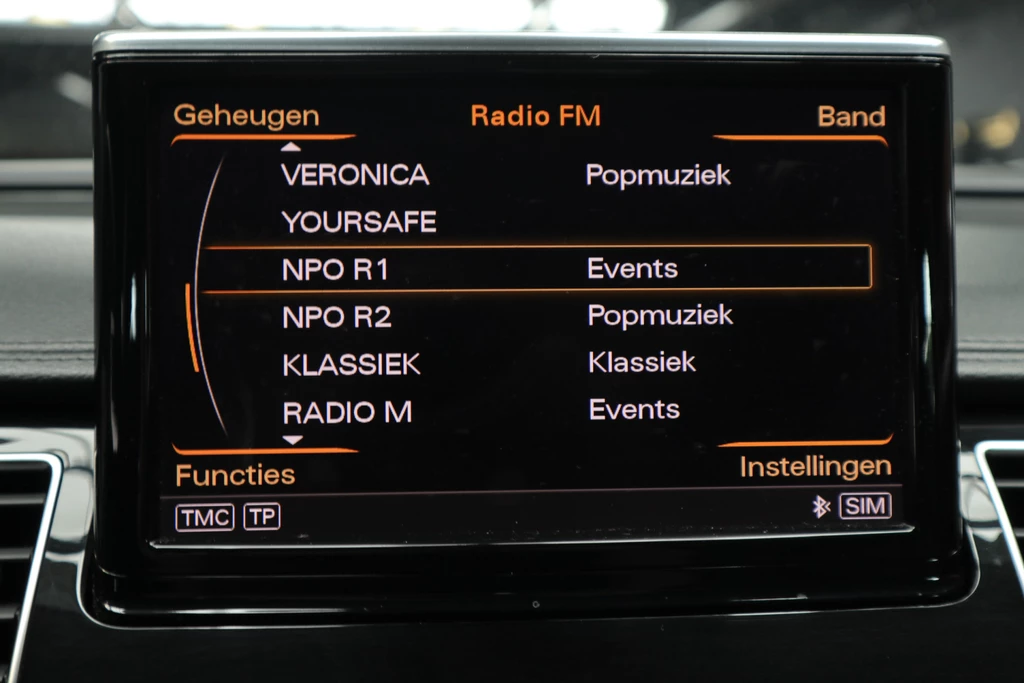 Geheugen Radio FM Band
VERONICA Popmuziek
YOURSAFE
NPO R1 Events
NPO R2 Popmuziek
KLASSIEK Klassiek
RADIO M Events
Functies Instellingen
TMC TP SIM